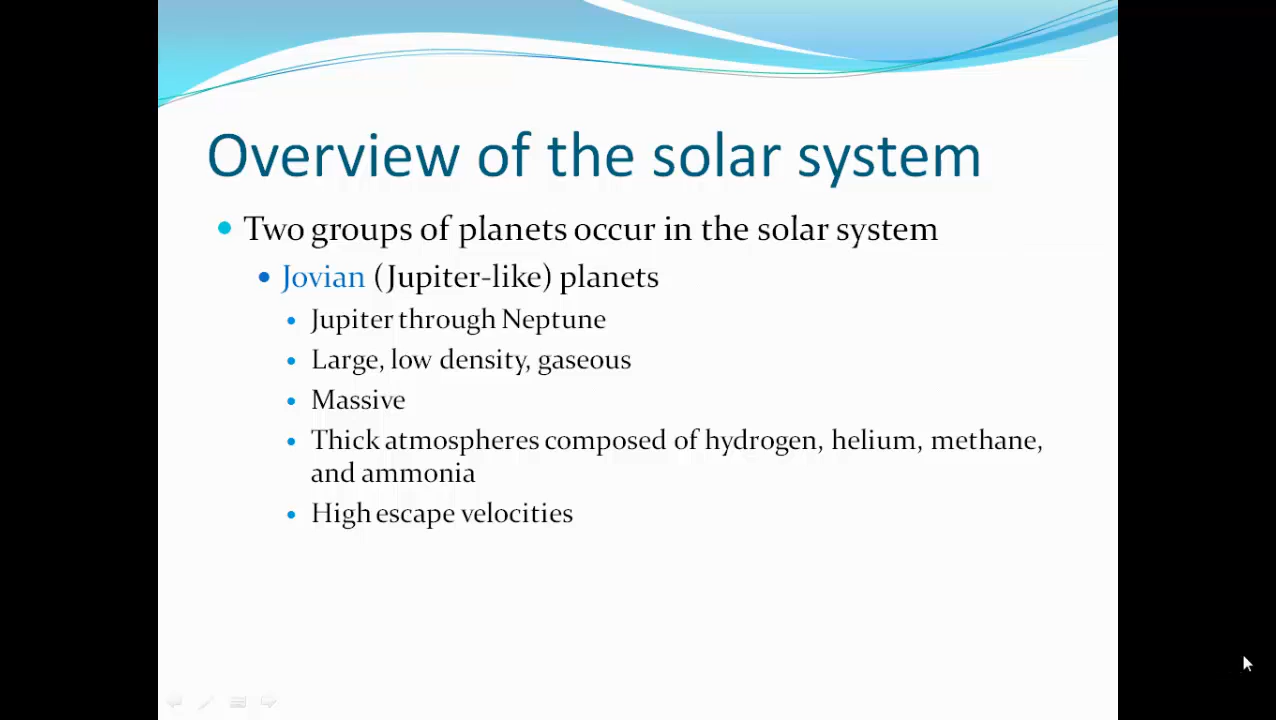 Overview of the solar system
Two groups of planets occur in the solar system
Jovian (Jupiter-like) planets
Jupiter through Neptune
Large, low density, gaseous
Massive
Thick atmospheres composed of hydrogen, helium, methane,
and ammonia
High escape velocities